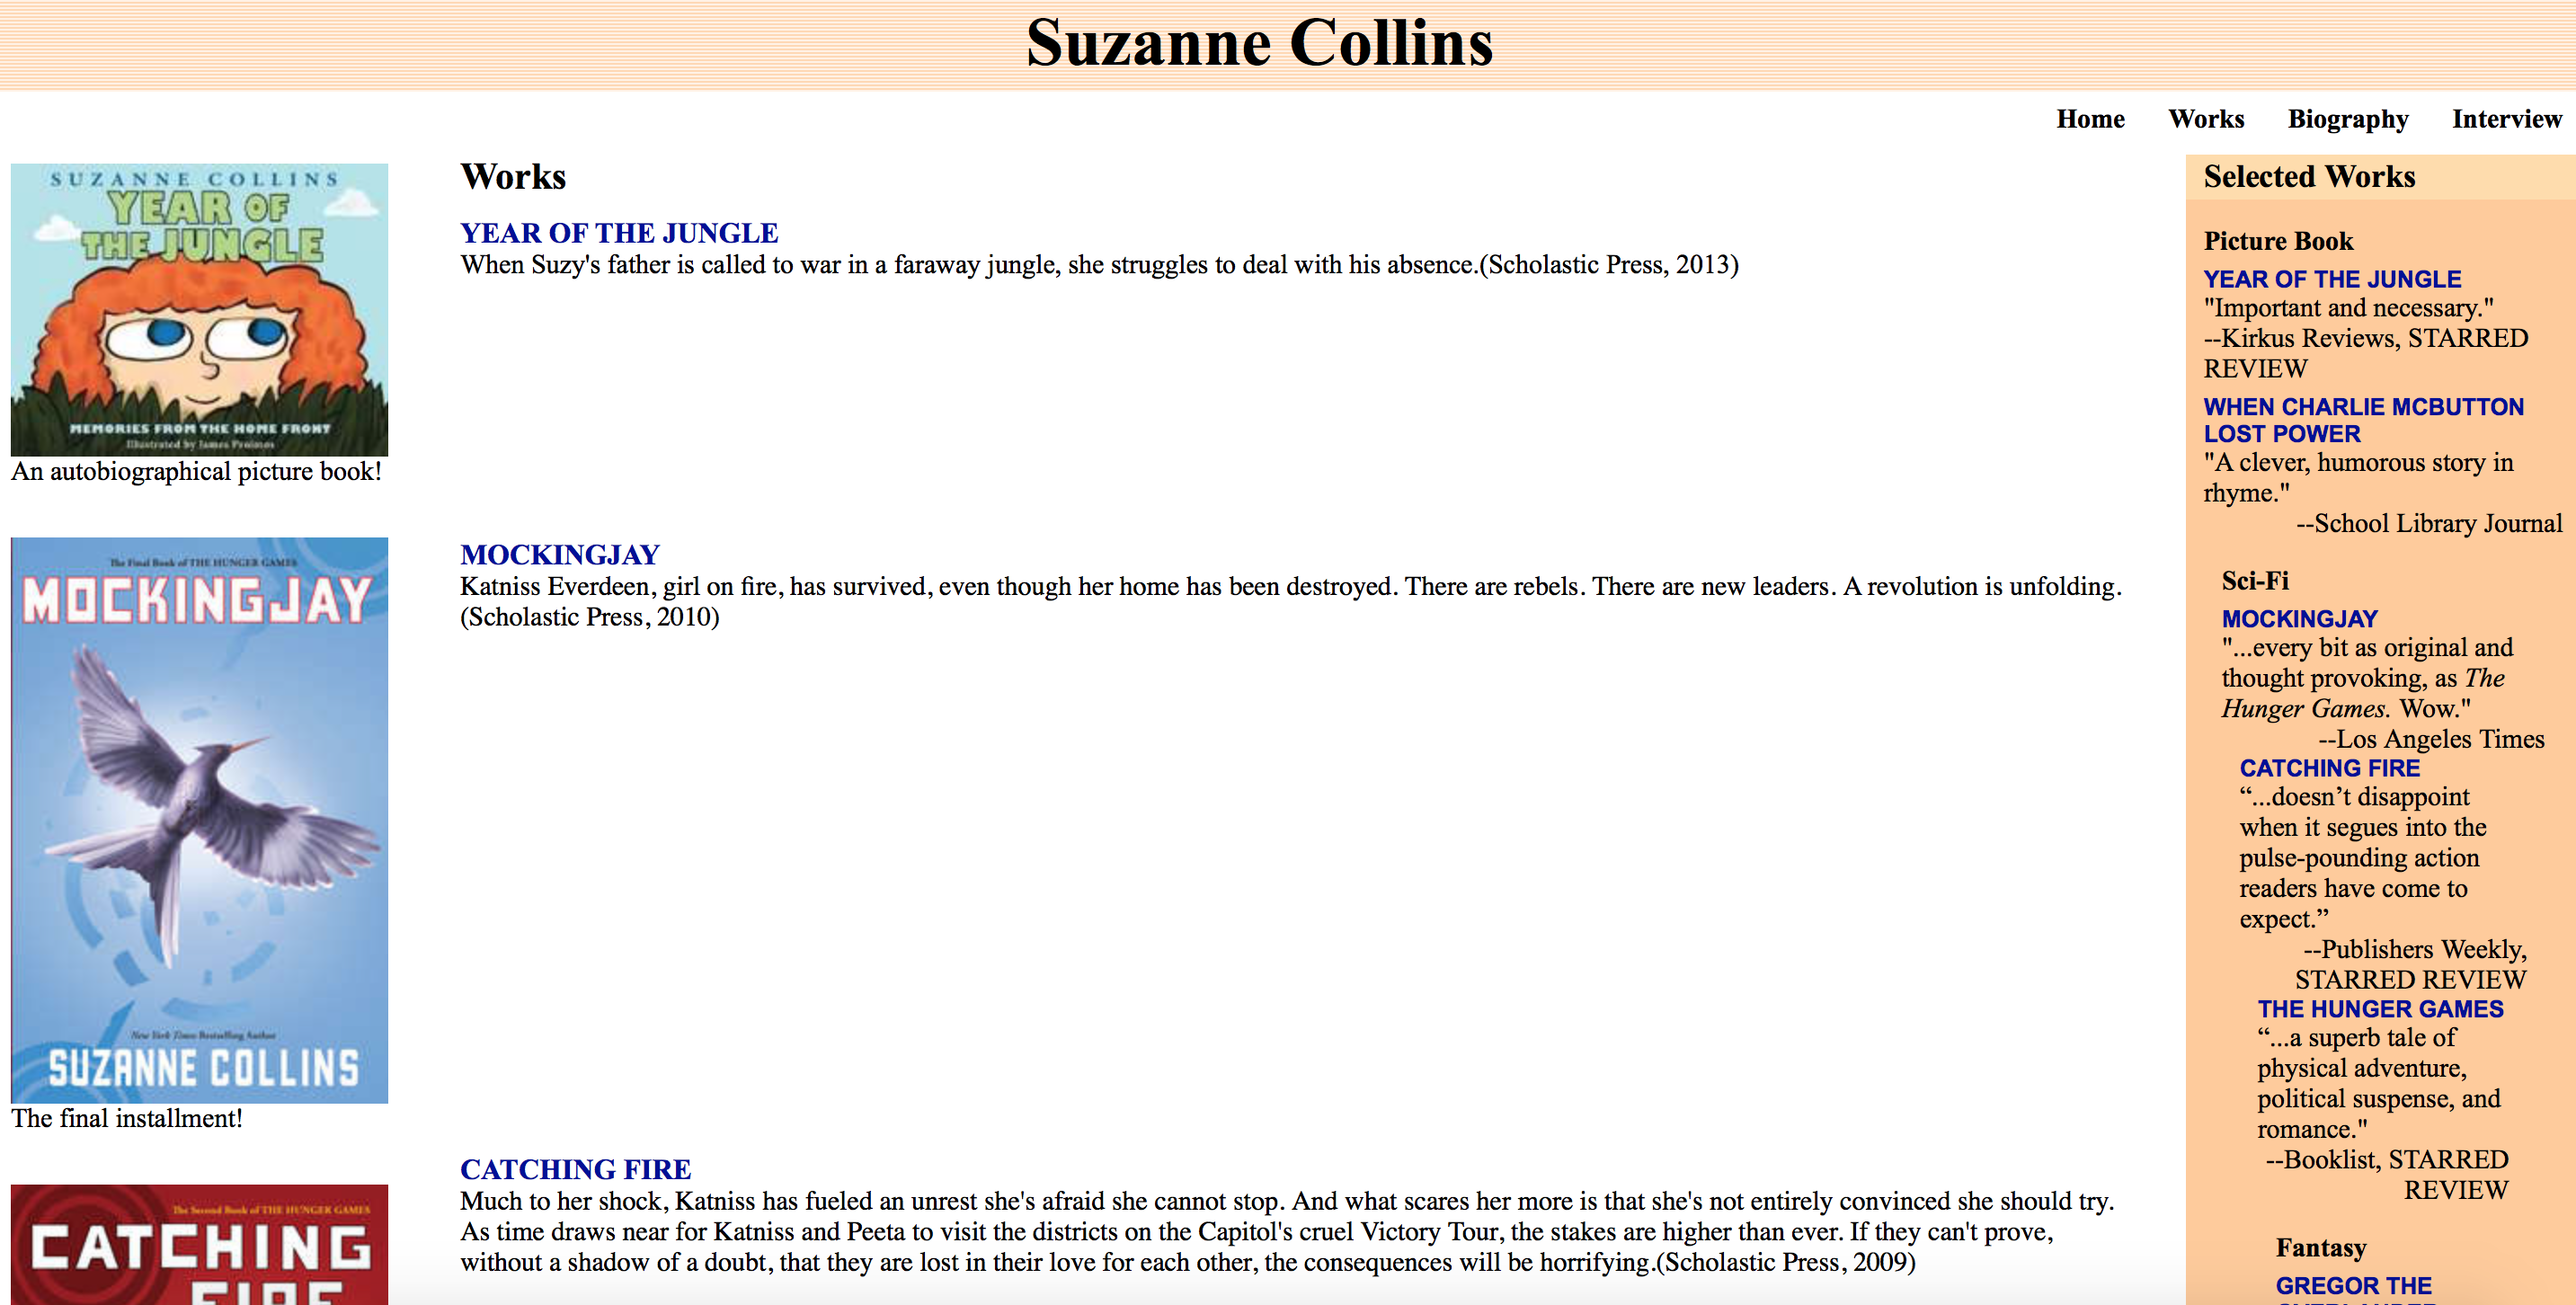 Suzanne Collins
Home Works Biography Interview
SUZANNE COLLINS
YEAR OF
THE JUNGLE
MEMORIES FROM THE HOME FRONT
Illustrated by James Proimos
An autobiographical picture book!
The Final Book of THE HUNGER GAMES
MOCKINGJAY
New York Times Bestselling Author
SUZANNE COLLINS
The final installment!
The Second Book of THE HUNGER GAMES
CATCHING
FIRE
Works
YEAR OF THE JUNGLE
When Suzy's father is called to war in a faraway jungle, she struggles to deal with his absence.(Scholastic Press, 2013)
MOCKINGJAY
Katniss Everdeen, girl on fire, has survived, even though her home has been destroyed. There are rebels. There are new leaders. A revolution is unfolding.
(Scholastic Press, 2010)
CATCHING FIRE
Much to her shock, Katniss has fueled an unrest she's afraid she cannot stop. And what scares her more is that she's not entirely convinced she should try.
As time draws near for Katniss and Peeta to visit the districts on the Capitol's cruel Victory Tour, the stakes are higher than ever. If they can't prove,
without a shadow of a doubt, that they are lost in their love for each other, the consequences will be horrifying.(Scholastic Press, 2009)
Selected Works
Picture Book
YEAR OF THE JUNGLE
"Important and necessary."
--Kirkus Reviews, STARRED
REVIEW
WHEN CHARLIE MCBUTTON
LOST POWER
"A clever, humorous story in
rhyme."
--School Library Journal
Sci-Fi
MOCKINGJAY
"...every bit as original and
thought provoking, as The
Hunger Games. Wow."
--Los Angeles Times
CATCHING FIRE
“...doesn’t disappoint
when it segues into the
pulse-pounding action
readers have come to
expect.”
--Publishers Weekly,
STARRED REVIEW
THE HUNGER GAMES
“...a superb tale of
physical adventure,
political suspense, and
romance."
--Booklist, STARRED
REVIEW
Fantasy
GREGOR THE
OVERLANDER